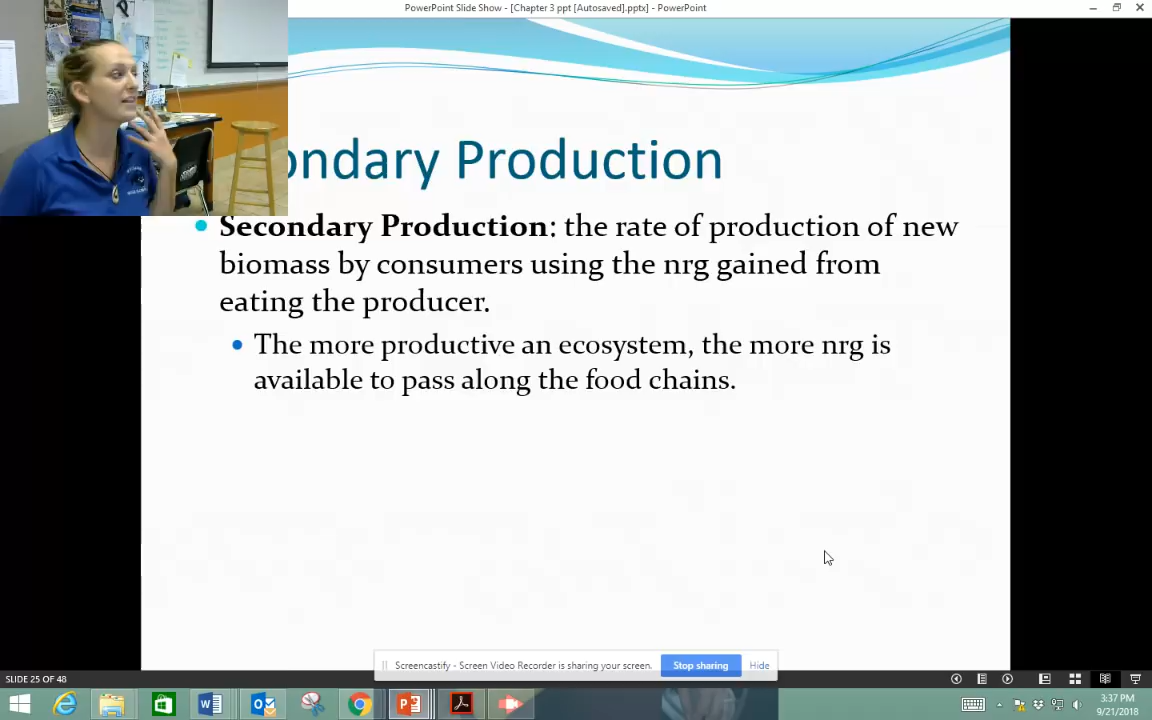 PowerPoint Slide Show - [Chapter 3 ppt [Autosaved].pptx] - PowerPoint
ondary Production
Secondary Production: the rate of production of new
biomass by consumers using the nrg gained from
eating the producer.
The more productive an ecosystem, the more nrg is
available to pass along the food chains.
Screencastify - Screen Video Recorder is sharing your screen.
Stop sharing
Hide
SLIDE 25 OF 48
3:37 PM
9/21/2018